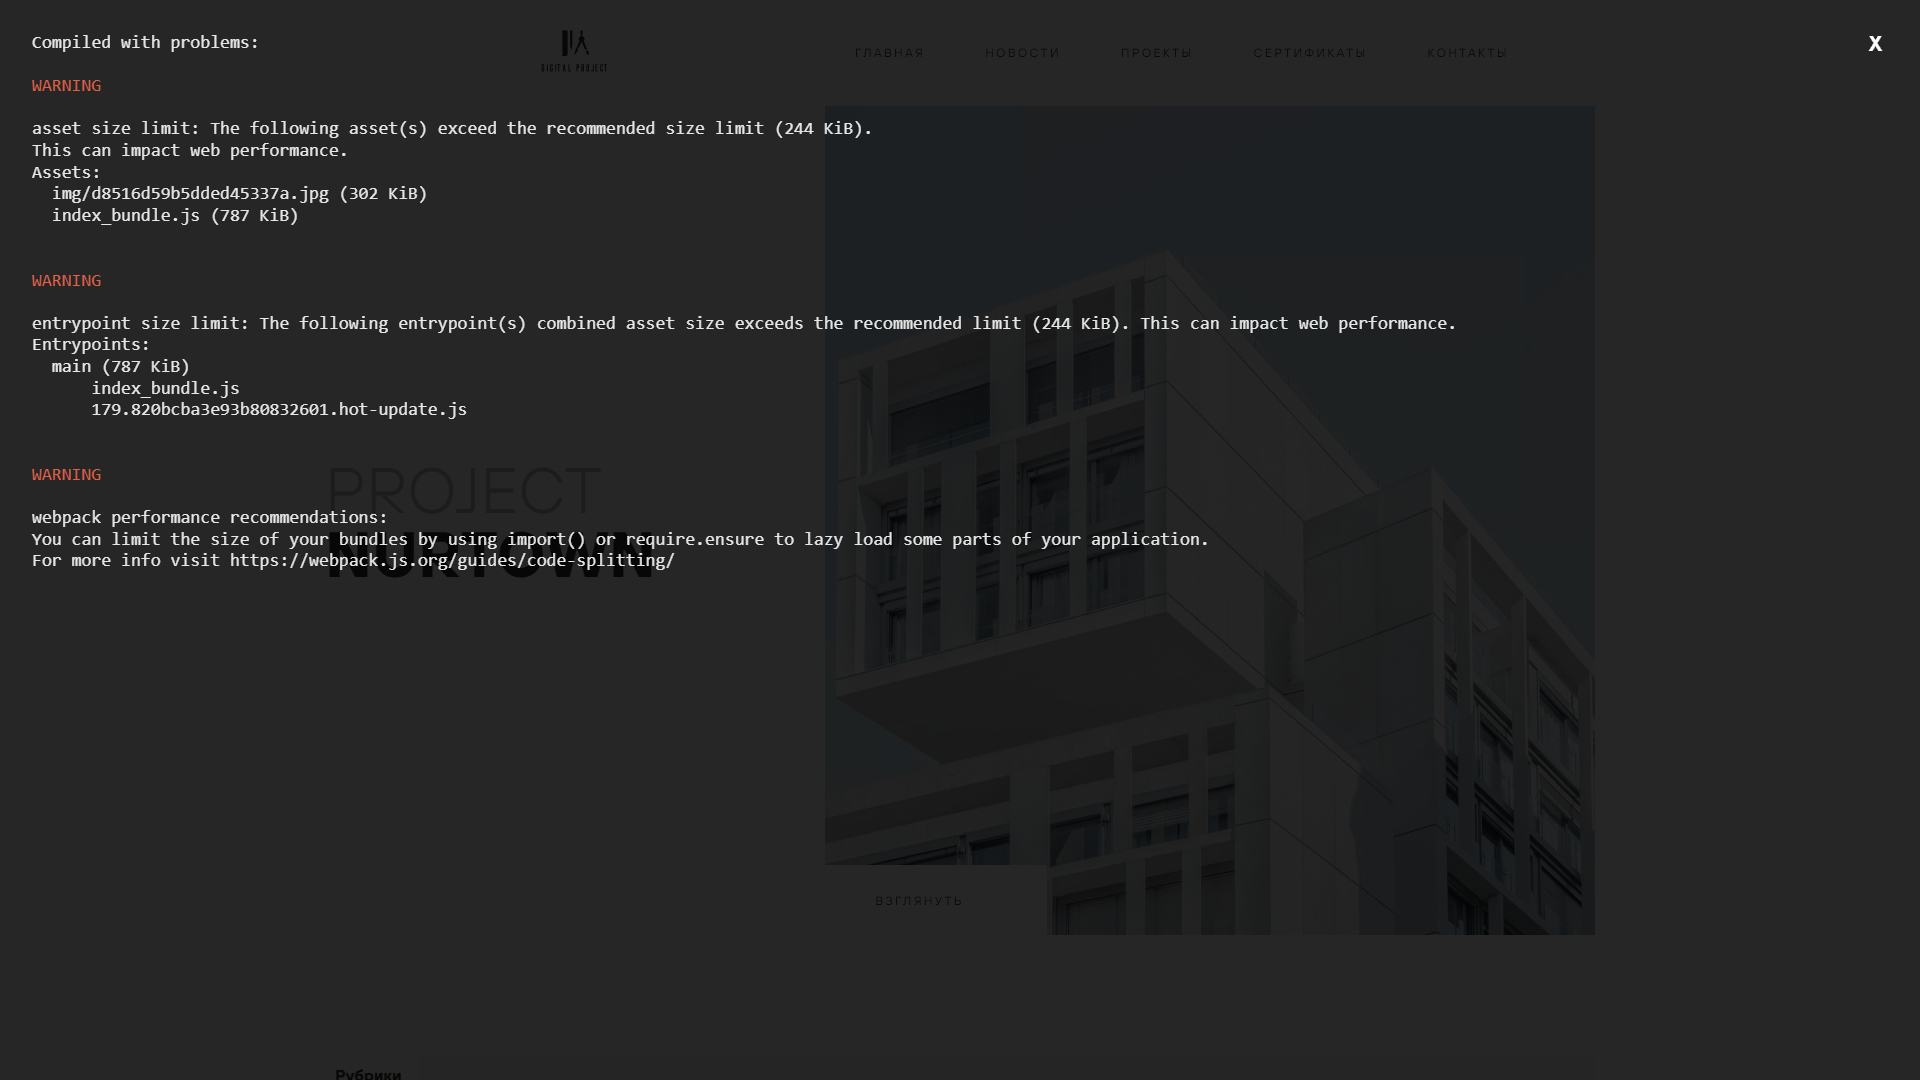 Compiled with problems:
X
DIGITAL PROJECT
ГЛАВНАЯ
НОВОСТИ
ПРОЕКТЫ
СЕРТИФИКАТЫ
КОНТАКТЫ
WARNING
asset size limit: The following asset(s) exceed the recommended size limit (244 KiB).
This can impact web performance.
Assets:
img/d8516d59b5dded45337a.jpg (302 KiB)
index_bundle.js (787 KiB)
WARNING
entrypoint size limit: The following entrypoint(s) combined asset size exceeds the recommended limit (244 KiB). This can impact web performance.
Entrypoints:
main (787 KiB)
index_bundle.js
179.820bcba3e93b80832601.hot-update.js
WARNING
webpack performance recommendations:
You can limit the size of your bundles by using import() or require.ensure to lazy load some parts of your application.
For more info visit https://webpack.js.org/guides/code-splitting/
PROJECT
NURTOWN
ВЗГЛЯНУТЬ
Рубрики